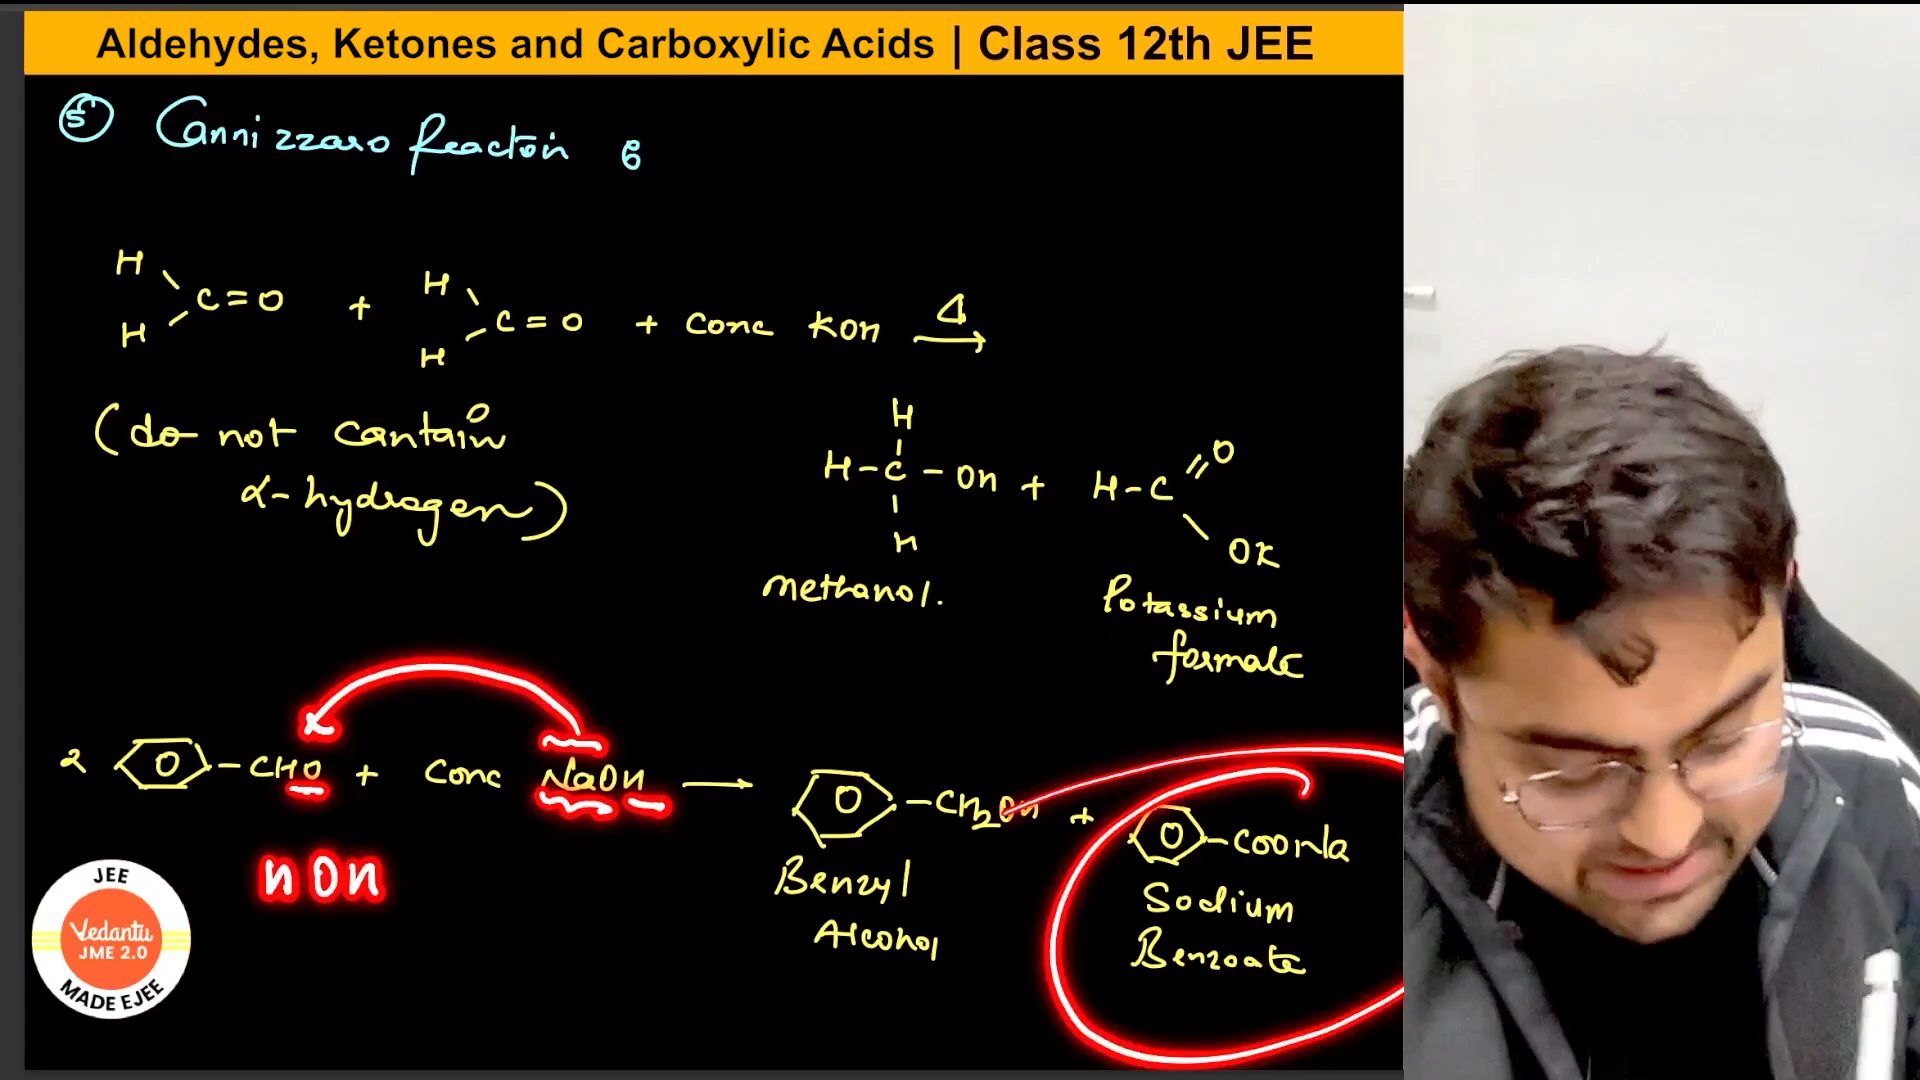 Aldehydes, Ketones and Carboxylic Acids | Class 12th JEE
⑤ Cannizzaro Reaction :
H H C=O + H H C=O + conc KOH Δ →
(do not contain
α-hydrogen)
H
H-C-OH + H-C=O
H OK
methanol. Potassium
formate
2 -CHO + conc NaOH → -CH2OH + -COONa
HOH
Benzyl
Alcohol
Sodium
Benzoate
JEE
Vedantu
JME 2.0
MADE EJEE